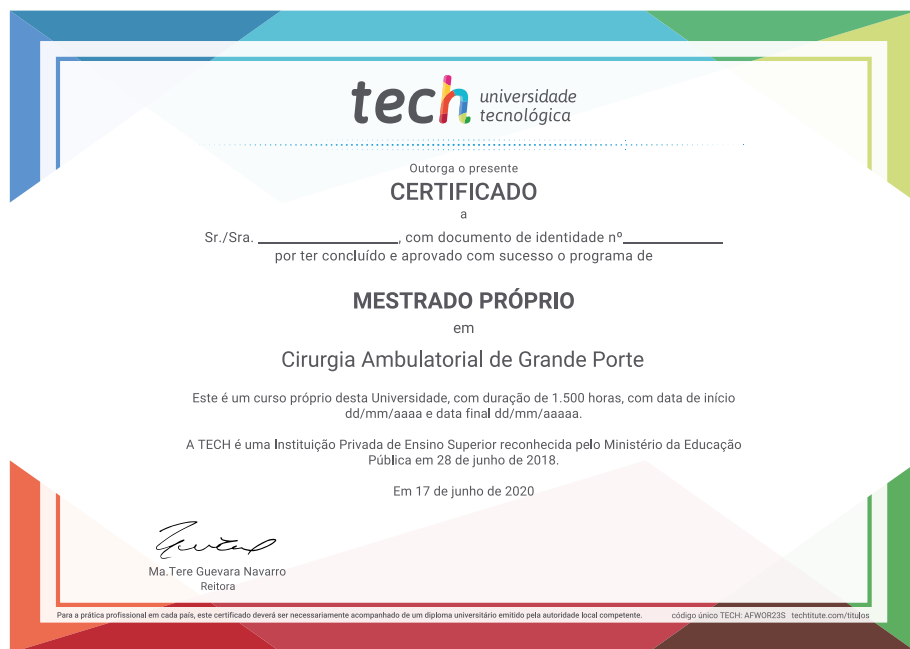 tech universidade
tecnológica
Outorga o presente
CERTIFICADO
a
Sr./Sra. ____________________, com documento de identidade nº______________
por ter concluído e aprovado com sucesso o programa de
MESTRADO PRÓPRIO
em
Cirurgia Ambulatorial de Grande Porte
Este é um curso próprio desta Universidade, com duração de 1.500 horas, com data de início
dd/mm/aaaa e data final dd/mm/aaaaa.
A TECH é uma Instituição Privada de Ensino Superior reconhecida pelo Ministério da Educação
Pública em 28 de junho de 2018.
Em 17 de junho de 2020
Ma.Tere Guevara Navarro
Reitora
Para a prática profissional em cada país, este certificado deverá ser necessariamente acompanhado de um diploma universitário emitido pela autoridade local competente. código único TECH: AFWOR23S techtitute.com/titulos